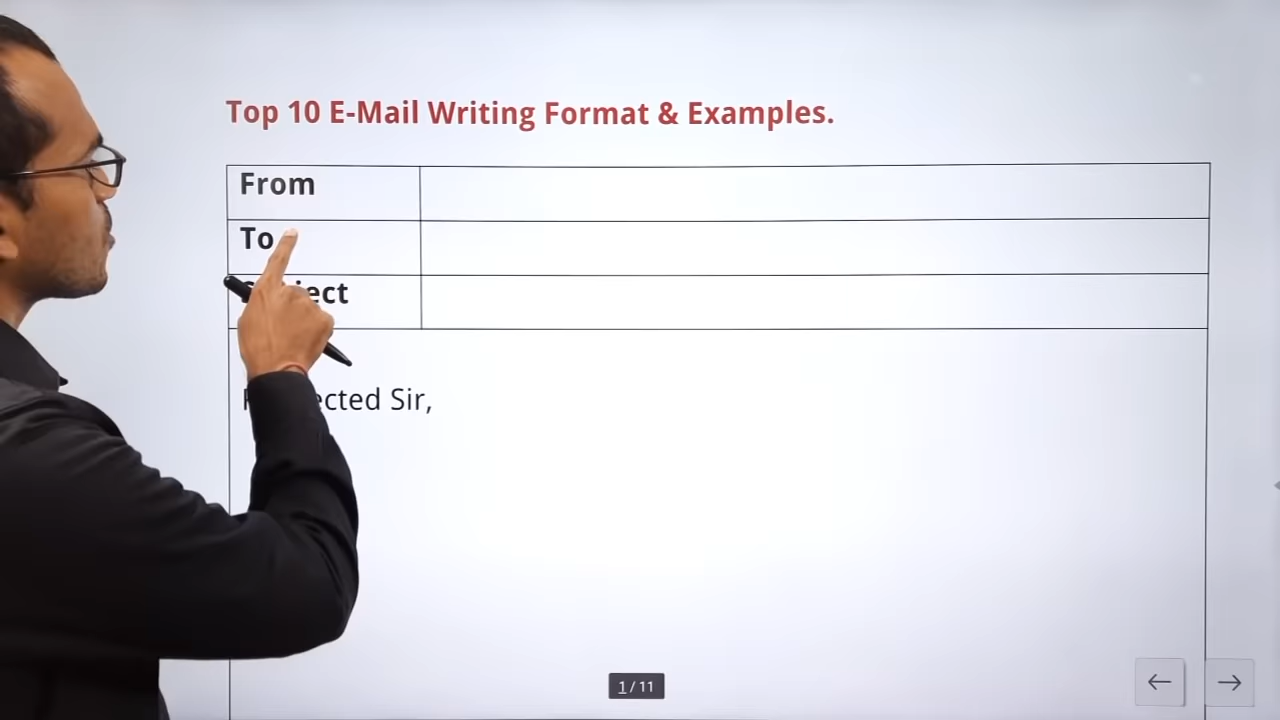 Top 10 E-Mail Writing Format & Examples.
From
To
Sir,
1 / 11